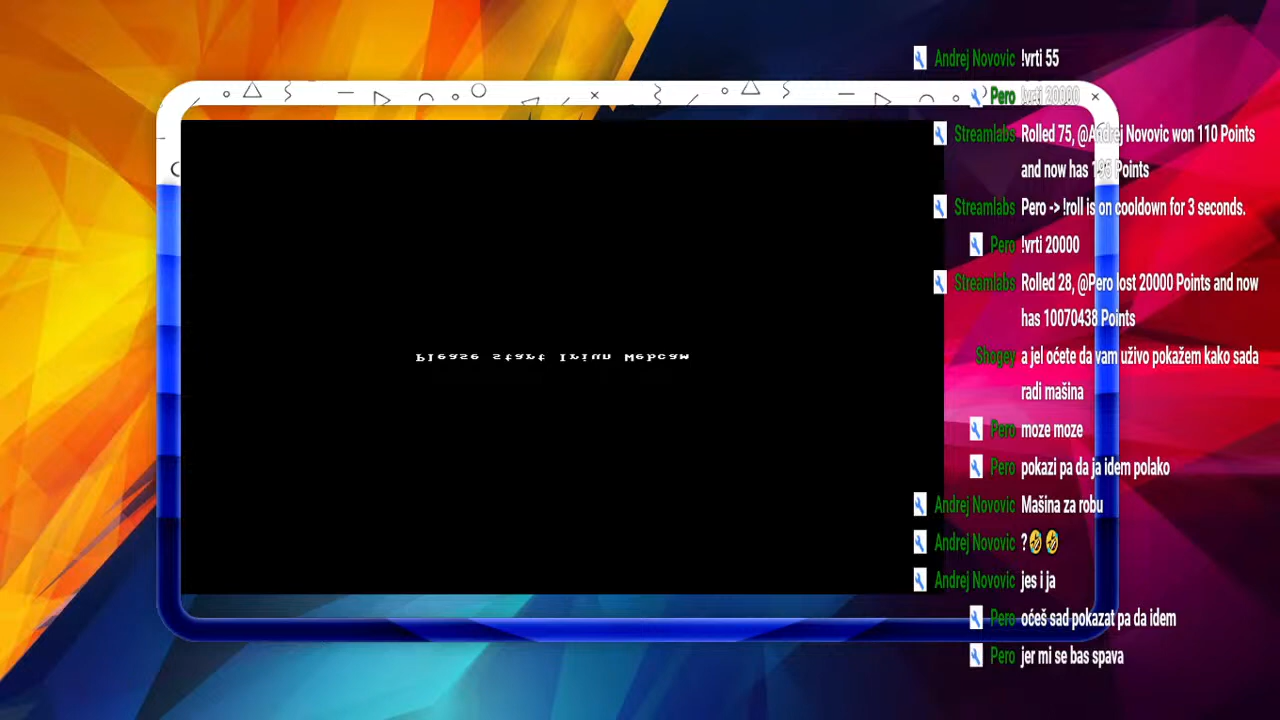 Andrej Novovic !vrti 55
Pero !vrti 20000
Streamlabs Rolled 75, @Andrej Novovic won 110 Points
and now has 195 Points
Streamlabs Pero -> !roll is on cooldown for 3 seconds.
Pero !vrti 20000
Streamlabs Rolled 28, @Pero lost 20000 Points and now
has 10070438 Points
Please start Iriun Webcam
Shogey a jel oćete da vam uživo pokažem kako sada
radi mašina
Pero moze moze
Pero pokazi pa da ja idem polako
Andrej Novovic Mašina za robu
Andrej Novovic ?🤣🤣
Andrej Novovic jes i ja
Pero oćeš sad pokazat pa da idem
Pero jer mi se bas spava